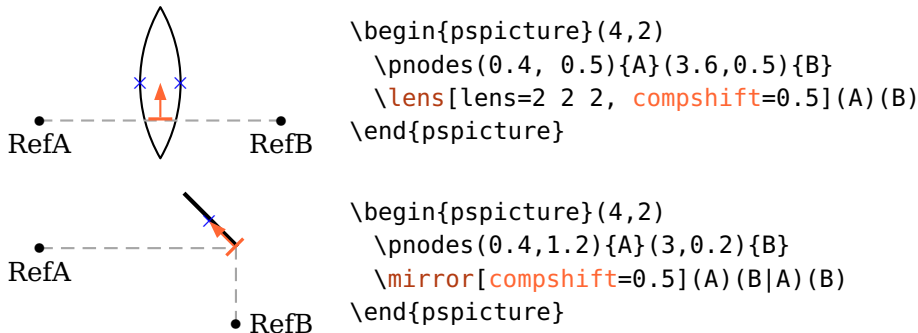 \begin{pspicture}(4,2)
\pnodes(0.4, 0.5){A}(3.6,0.5){B}
\lens[lens=2 2 2, compshift=0.5](A)(B)
\end{pspicture}
RefA
RefB
\begin{pspicture}(4,2)
\pnodes(0.4,1.2){A}(3,0.2){B}
\mirror[compshift=0.5](A)(B|A)(B)
\end{pspicture}
RefA
RefB